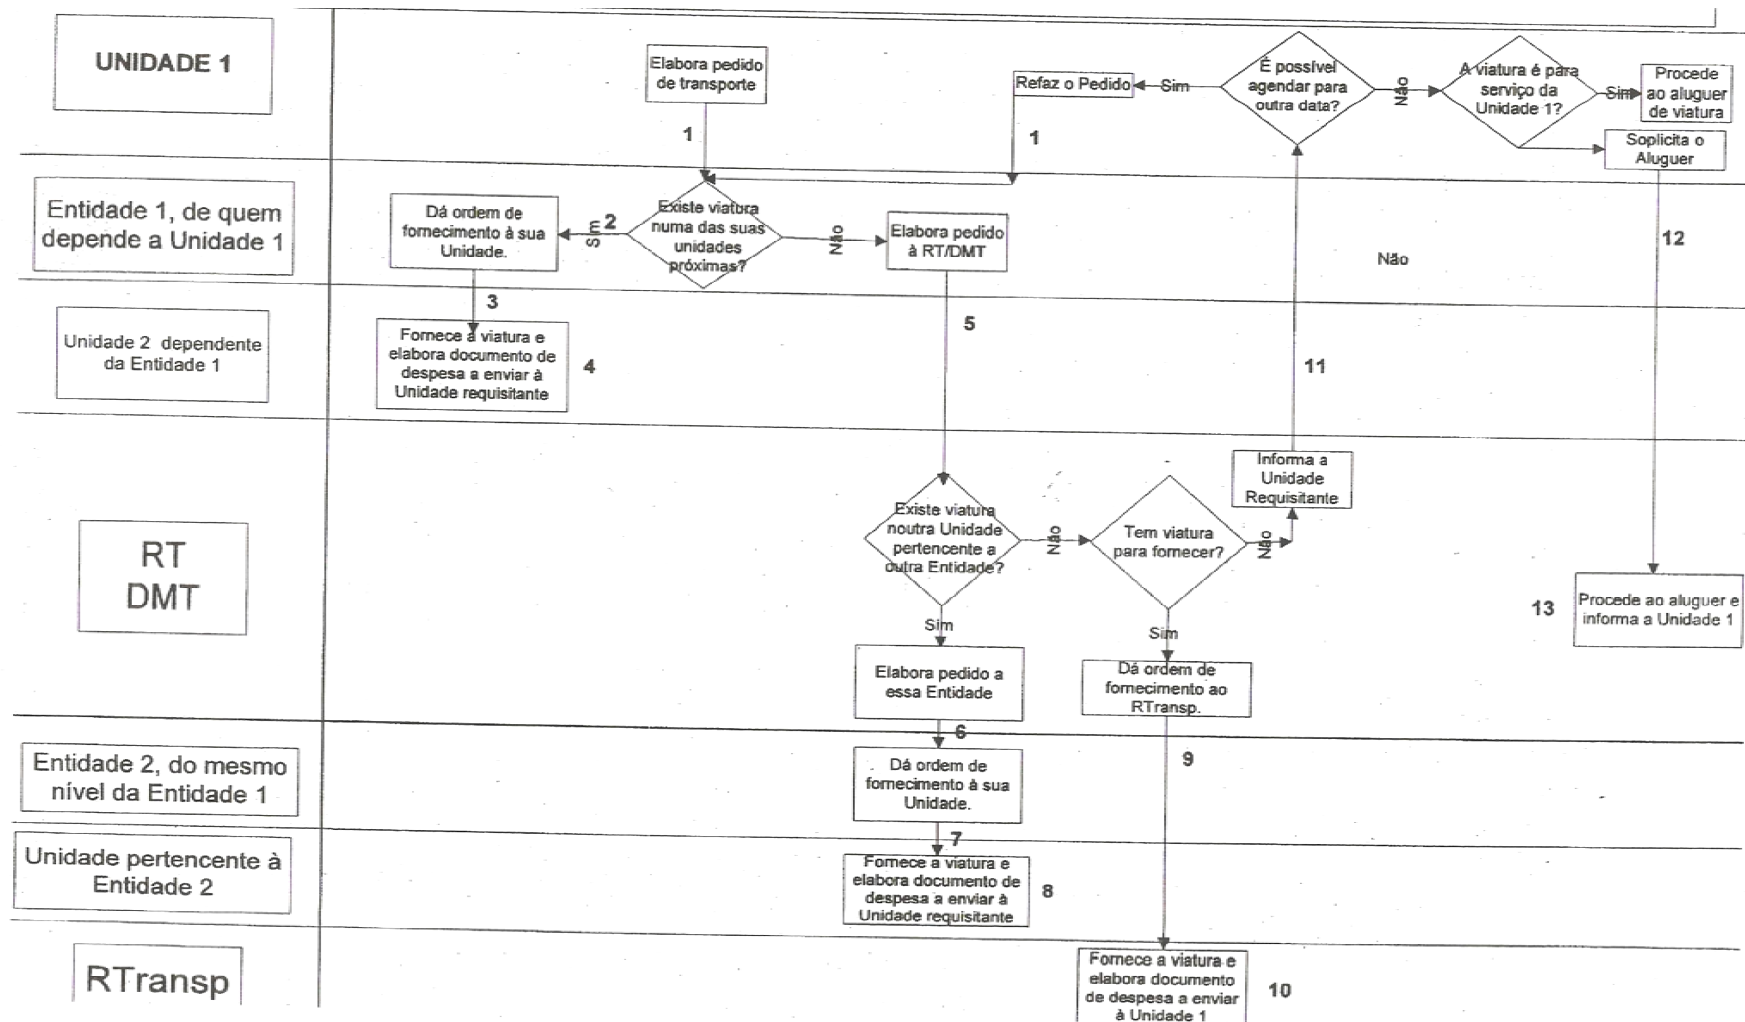 UNIDADE 1
Elabora pedido
de transporte
1
Refaz o Pedido
1
Sim
É possível
agendar para
outra data?
Não
A viatura é para
serviço da
Unidade 1?
Sim
Procede
ao aluguer
de viatura
Soplicita o
Aluguer
Entidade 1, de quem
depende a Unidade 1
Dá ordem de
fornecimento à sua
Unidade.
Sim
2
Existe viatura
numa das suas
unidades
próximas?
Não
Elabora pedido
à RT/DMT
Não
12
Unidade 2 dependente
da Entidade 1
3
Fornece a viatura e
elabora documento de
despesa a enviar à
Unidade requisitante
4
5
11
RT
DMT
Existe viatura
noutra Unidade
pertencente a
outra Entidade?
Não
Tem viatura
para fornecer?
Não
Informa a
Unidade
Requisitante
Sim
Sim
Elabora pedido a
essa Entidade
Dá ordem de
fornecimento ao
RTransp.
13
Procede ao aluguer e
informa a Unidade 1
6
9
Entidade 2, do mesmo
nível da Entidade 1
Dá ordem de
fornecimento à sua
Unidade.
7
Unidade pertencente à
Entidade 2
Fornece a viatura e
elabora documento de
despesa a enviar à
Unidade requisitante
8
RTransp
Fornece a viatura e
elabora documento
de despesa a enviar
à Unidade 1
10